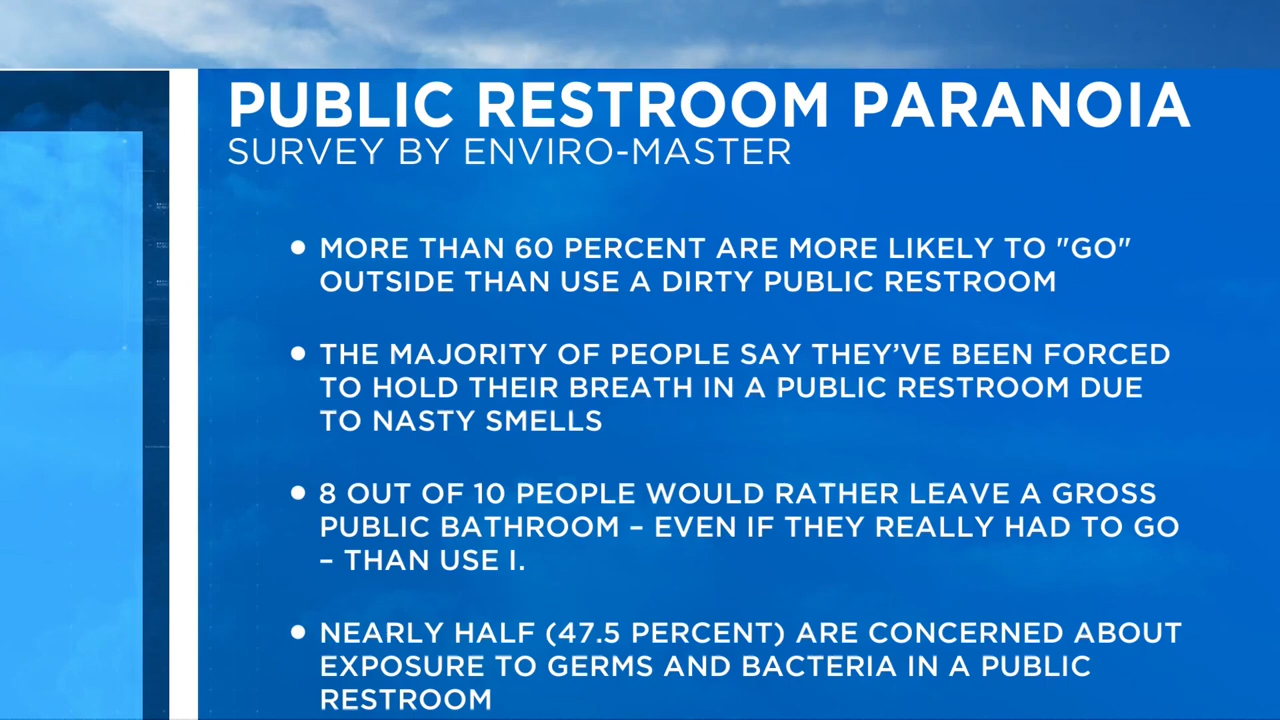 PUBLIC RESTROOM PARANOIA
SURVEY BY ENVIRO-MASTER
• MORE THAN 60 PERCENT ARE MORE LIKELY TO "GO"
OUTSIDE THAN USE A DIRTY PUBLIC RESTROOM
• THE MAJORITY OF PEOPLE SAY THEY’VE BEEN FORCED
TO HOLD THEIR BREATH IN A PUBLIC RESTROOM DUE
TO NASTY SMELLS
• 8 OUT OF 10 PEOPLE WOULD RATHER LEAVE A GROSS
PUBLIC BATHROOM – EVEN IF THEY REALLY HAD TO GO
– THAN USE I.
• NEARLY HALF (47.5 PERCENT) ARE CONCERNED ABOUT
EXPOSURE TO GERMS AND BACTERIA IN A PUBLIC
RESTROOM